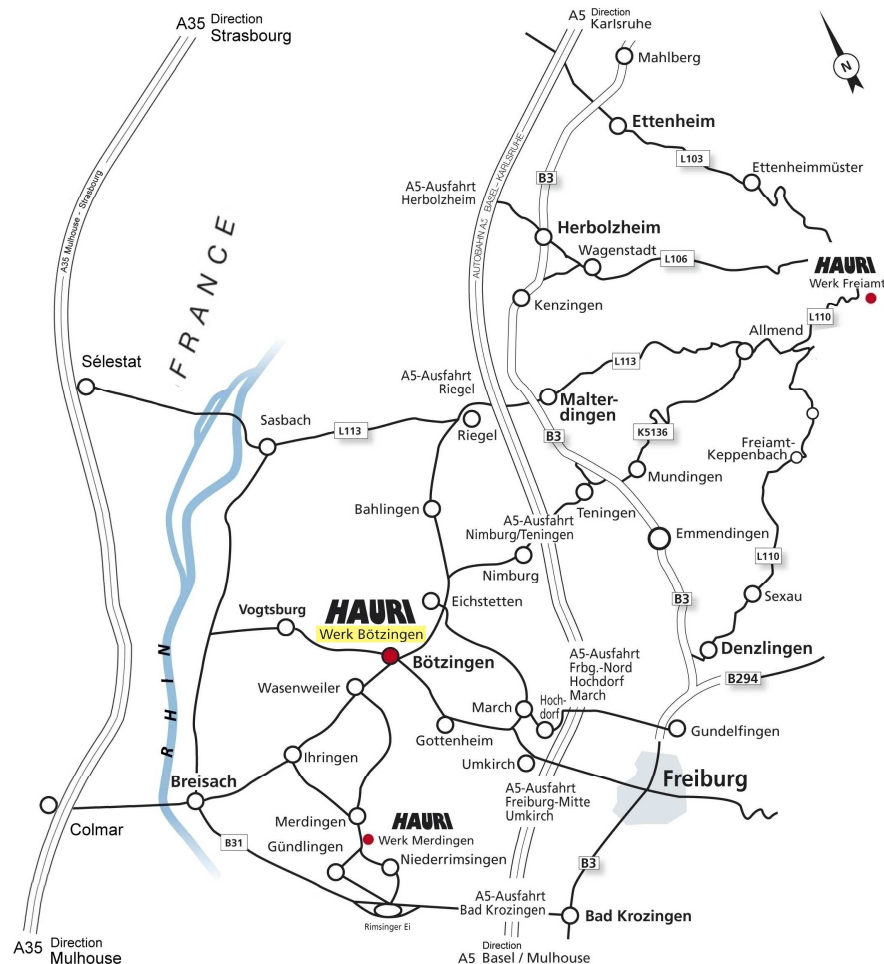 A35 Direction
Strasbourg
A5 Direction
Karlsruhe
Mahlberg
N
Ettenheim
L103
Ettenheimmüster
A35 Mulhouse - Strasbourg
AUTOBAHN A5 BASEL – KARLSRUHE
B3
A5-Ausfahrt
Herbolzheim
FRANCE
Herbolzheim
Wagenstadt
L106
HAURI
Werk Freiamt
Kenzingen
L110
Allmend
Sélestat
L113
A5-Ausfahrt
Riegel
Malter-
dingen
Sasbach
L113
Riegel
B3
K5136
Freiamt-
Keppenbach
Mundingen
Bahlingen
Teningen
A5-Ausfahrt
Nimburg/Teningen
Emmendingen
Nimburg
L110
Vogtsburg
HAURI
Werk Bötzingen
Eichstetten
B3
Sexau
Bötzingen
A5-Ausfahrt
Frbg.-Nord
Hochdorf
March
Denzlingen
B294
RHIN
Wasenweiler
March
Hoch-
dorf
Gottenheim
Gundelfingen
Ihringen
Umkirch
Freiburg
Breisach
A5-Ausfahrt
Freiburg-Mitte
Umkirch
Colmar
Merdingen
HAURI
Werk Merdingen
B31
Gündlingen
Niederrimsingen
B3
A5-Ausfahrt
Bad Krozingen
Bad Krozingen
Rimsinger Ei
A35 Direction
Mulhouse
A5 Direction
Basel / Mulhouse